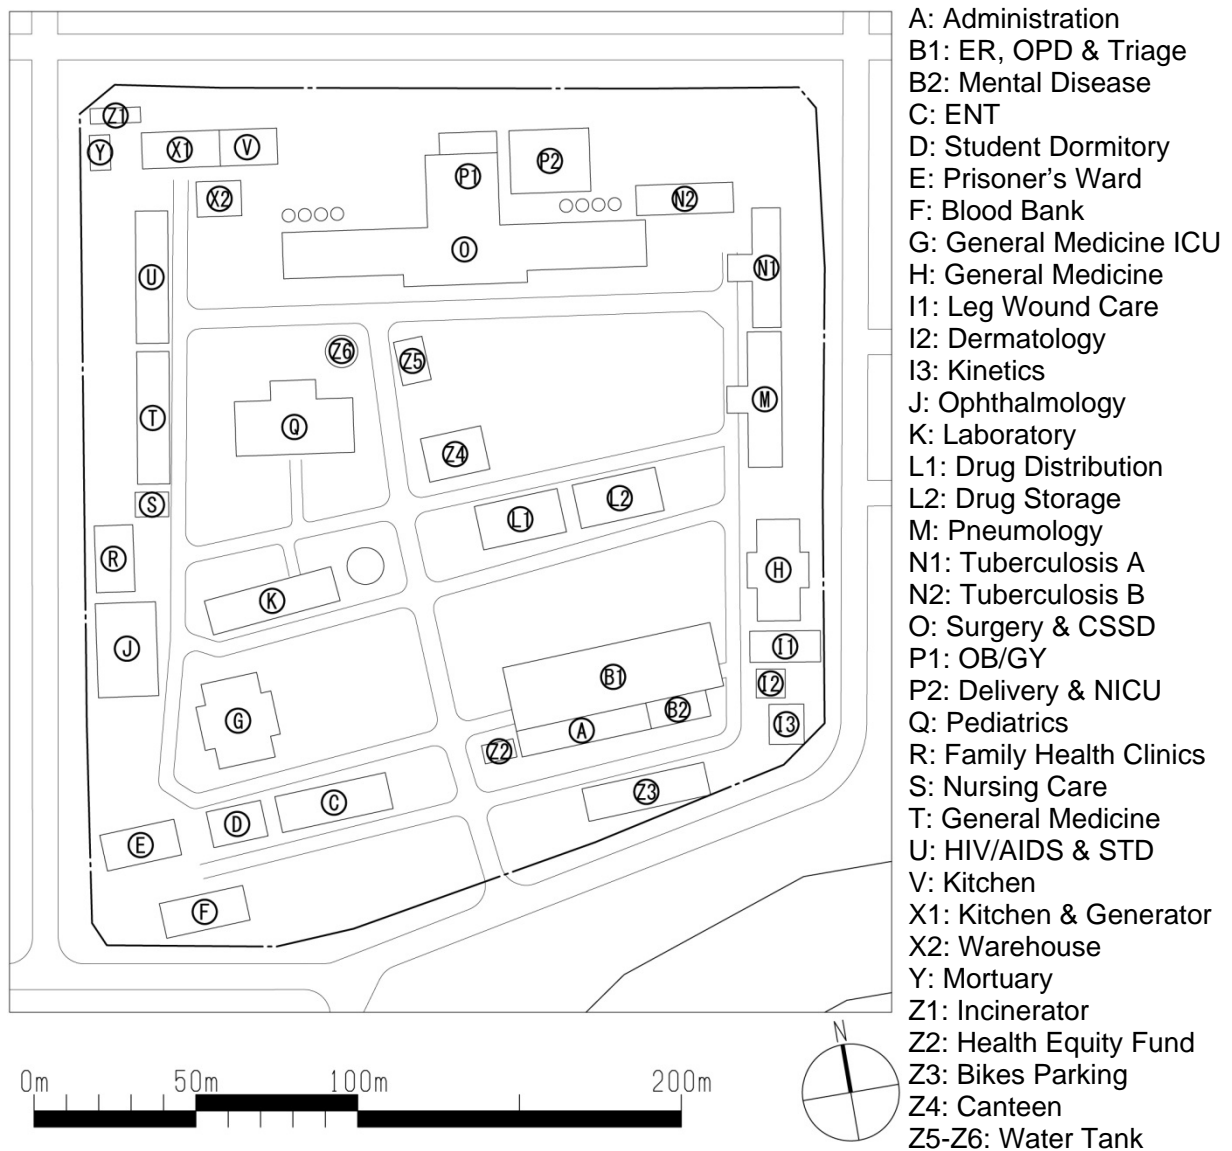 Z1
Y
X1
V
X2
P1
P2
N2
O
U
N1
Z6
Z5
T
Q
M
Z4
S
L1
L2
R
H
K
J
I1
B1
I2
G
B2
I3
A
Z2
Z3
C
D
E
F
A: Administration
B1: ER, OPD & Triage
B2: Mental Disease
C: ENT
D: Student Dormitory
E: Prisoner's Ward
F: Blood Bank
G: General Medicine ICU
H: General Medicine
I1: Leg Wound Care
I2: Dermatology
I3: Kinetics
J: Ophthalmology
K: Laboratory
L1: Drug Distribution
L2: Drug Storage
M: Pneumology
N1: Tuberculosis A
N2: Tuberculosis B
O: Surgery & CSSD
P1: OB/GY
P2: Delivery & NICU
Q: Pediatrics
R: Family Health Clinics
S: Nursing Care
T: General Medicine
U: HIV/AIDS & STD
V: Kitchen
X1: Kitchen & Generator
X2: Warehouse
Y: Mortuary
Z1: Incinerator
Z2: Health Equity Fund
Z3: Bikes Parking
Z4: Canteen
Z5-Z6: Water Tank
N
0m 50m 100m 200m